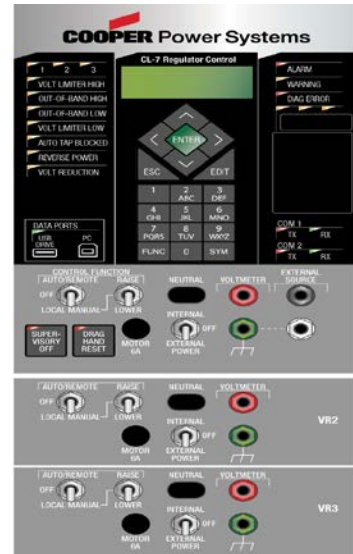 COOPER Power Systems
CL-7 Regulator Control
1 2 3
VOLT LIMITER HIGH
OUT-OF-BAND HIGH
OUT-OF-BAND LOW
VOLT LIMITER LOW
AUTO TAP BLOCKED
REVERSE POWER
VOLT REDUCTION
ALARM
WARNING
DIAG ERROR
ENTER
ESC
EDIT
1
2 ABC
3 DEF
4 GHI
5 JKL
6 MNO
7 PQRS
8 TUV
9 WXYZ
FUNC
0
SYM
DATA PORTS
USB DRIVE
PC
COM 1
TX RX
COM 2
TX RX
CONTROL FUNCTION
AUTO/REMOTE
OFF
LOCAL MANUAL
RAISE
LOWER
NEUTRAL
VOLTMETER
EXTERNAL SOURCE
SUPER-VISORY OFF
DRAG HAND RESET
MOTOR 6A
INTERNAL
OFF
EXTERNAL POWER
AUTO/REMOTE
OFF
LOCAL MANUAL
RAISE
LOWER
NEUTRAL
VOLTMETER
MOTOR 6A
INTERNAL
OFF
EXTERNAL POWER
VR2
AUTO/REMOTE
OFF
LOCAL MANUAL
RAISE
LOWER
NEUTRAL
VOLTMETER
MOTOR 6A
INTERNAL
OFF
EXTERNAL POWER
VR3